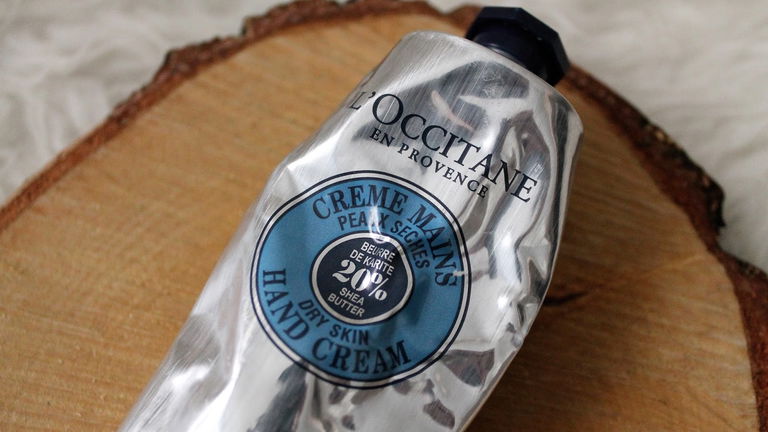 L'OCCITANE
EN PROVENCE
CREME MAINS
PEAUX SECHES
BEURRE
DE KARITE
20%
SHEA
BUTTER
DRY SKIN
HAND CREAM